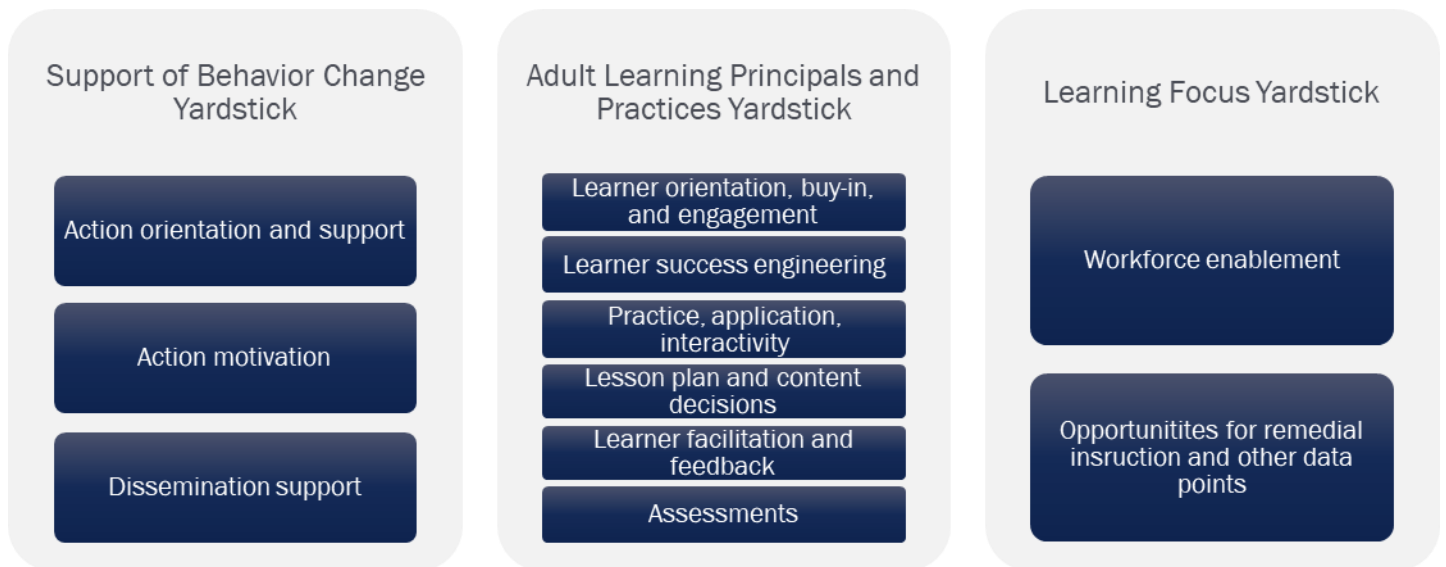 Support of Behavior Change
Yardstick
Action orientation and support
Action motivation
Dissemination support
Adult Learning Principals and
Practices Yardstick
Learner orientation, buy-in,
and engagement
Learner success engineering
Practice, application,
interactivity
Lesson plan and content
decisions
Learner facilitation and
feedback
Assessments
Learning Focus Yardstick
Workforce enablement
Opportunitites for remedial
insruction and other data
points